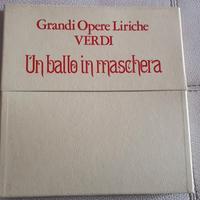 Grandi Opere Liriche
VERDI
Un ballo in maschera